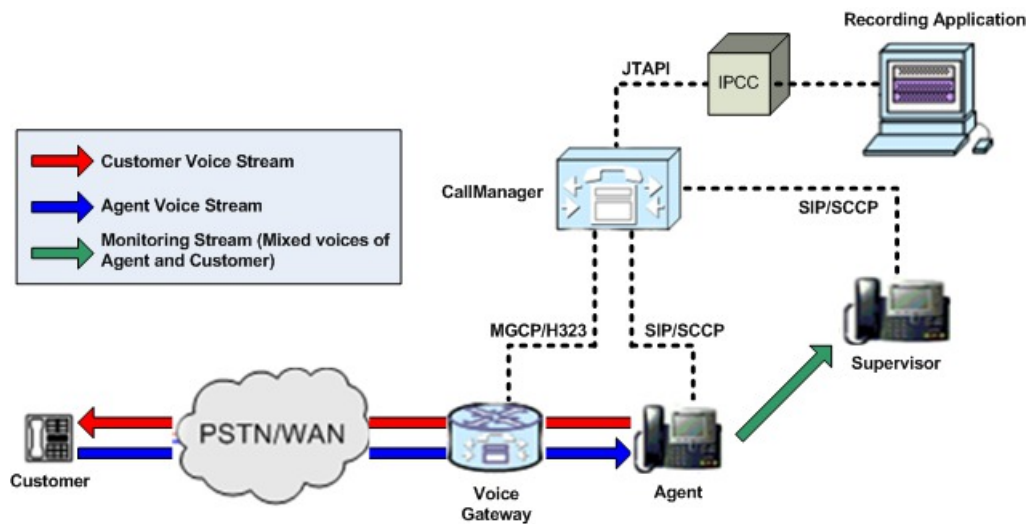 Recording Application
JTAPI
IPCC
Customer Voice Stream
Agent Voice Stream
Monitoring Stream (Mixed voices of
Agent and Customer)
CallManager
SIP/SCCP
MGCP/H323
SIP/SCCP
Supervisor
PSTN/WAN
Customer
Voice
Gateway
Agent